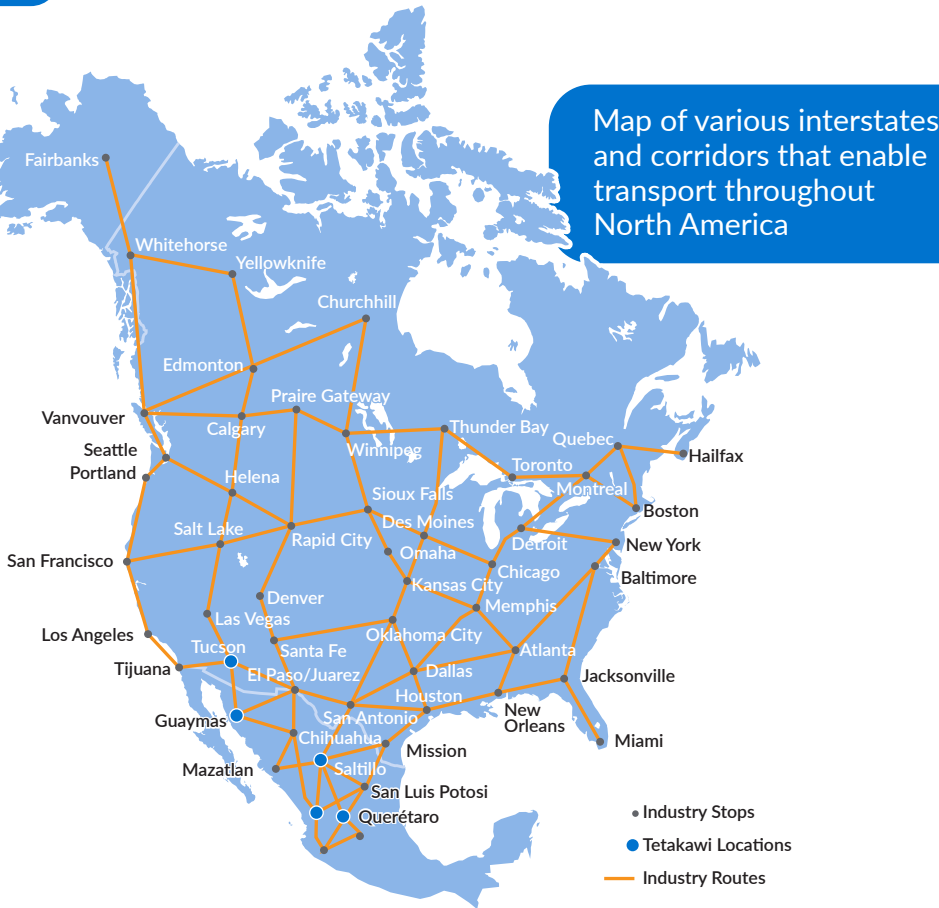 Map of various interstates
and corridors that enable
transport throughout
North America
Fairbanks
Whitehorse
Yellowknife
Churchhill
Edmonton
Praire Gateway
Vanvouver
Calgary
Winnipeg
Thunder Bay
Quebec
Hailfax
Seattle
Portland
Helena
Toronto
Montreal
Sioux Falls
Boston
Salt Lake
Rapid City
Des Moines
Detroit
New York
San Francisco
Omaha
Chicago
Baltimore
Kansas City
Denver
Memphis
Las Vegas
Los Angeles
Oklahoma City
Tucson
Santa Fe
Atlanta
Tijuana
El Paso/Juarez
Dallas
Jacksonville
Houston
Guaymas
San Antonio
New
Orleans
Chihuahua
Miami
Mission
Mazatlan
Saltillo
San Luis Potosi
Querétaro
Industry Stops
Tetakawi Locations
Industry Routes